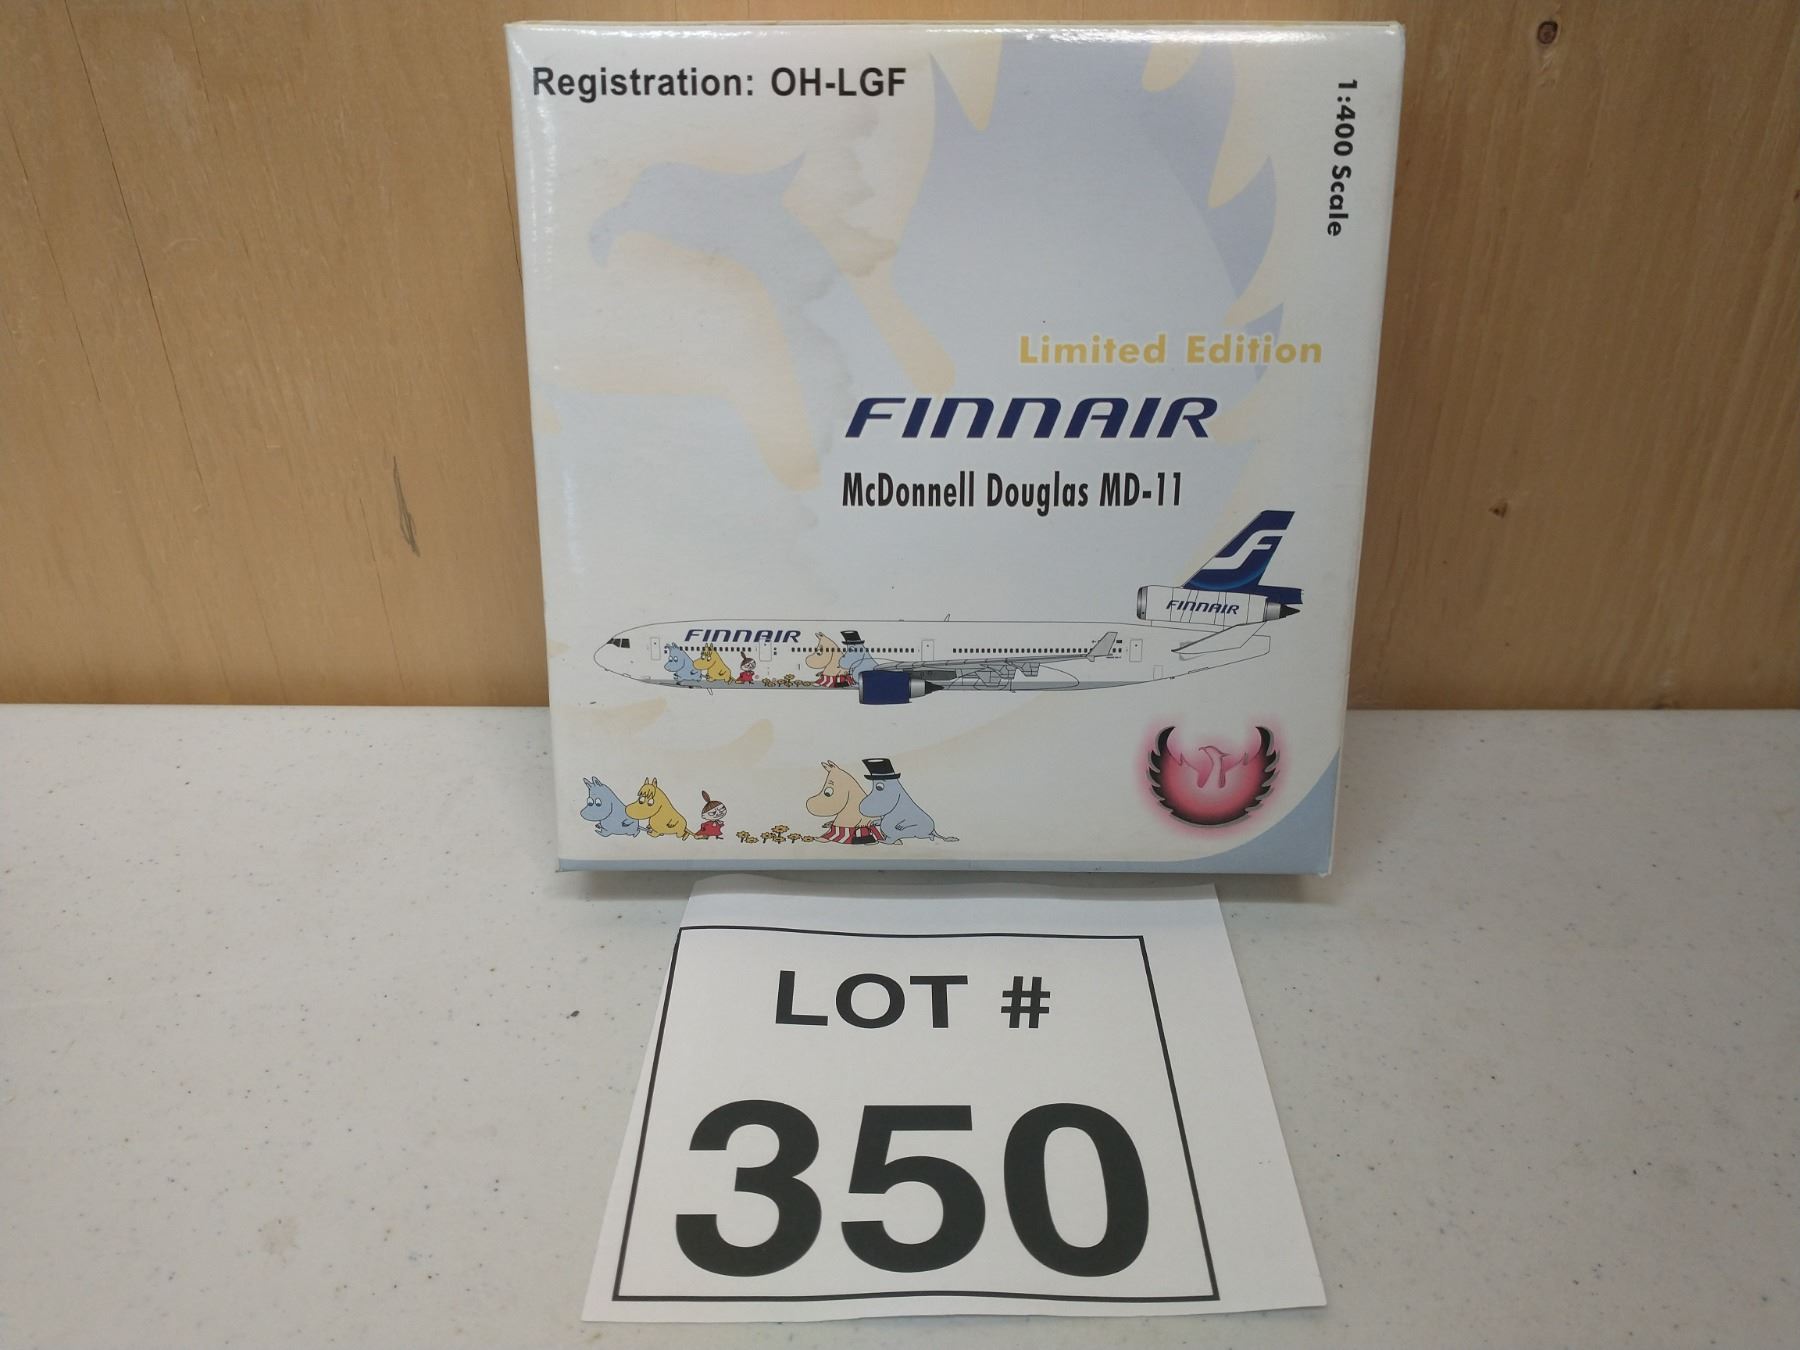 Registration: OH-LGF
1:400 Scale
Limited Edition
FINNAIR
McDonnell Douglas MD-11
FINNAIR
FINNAIR
LOT #
350